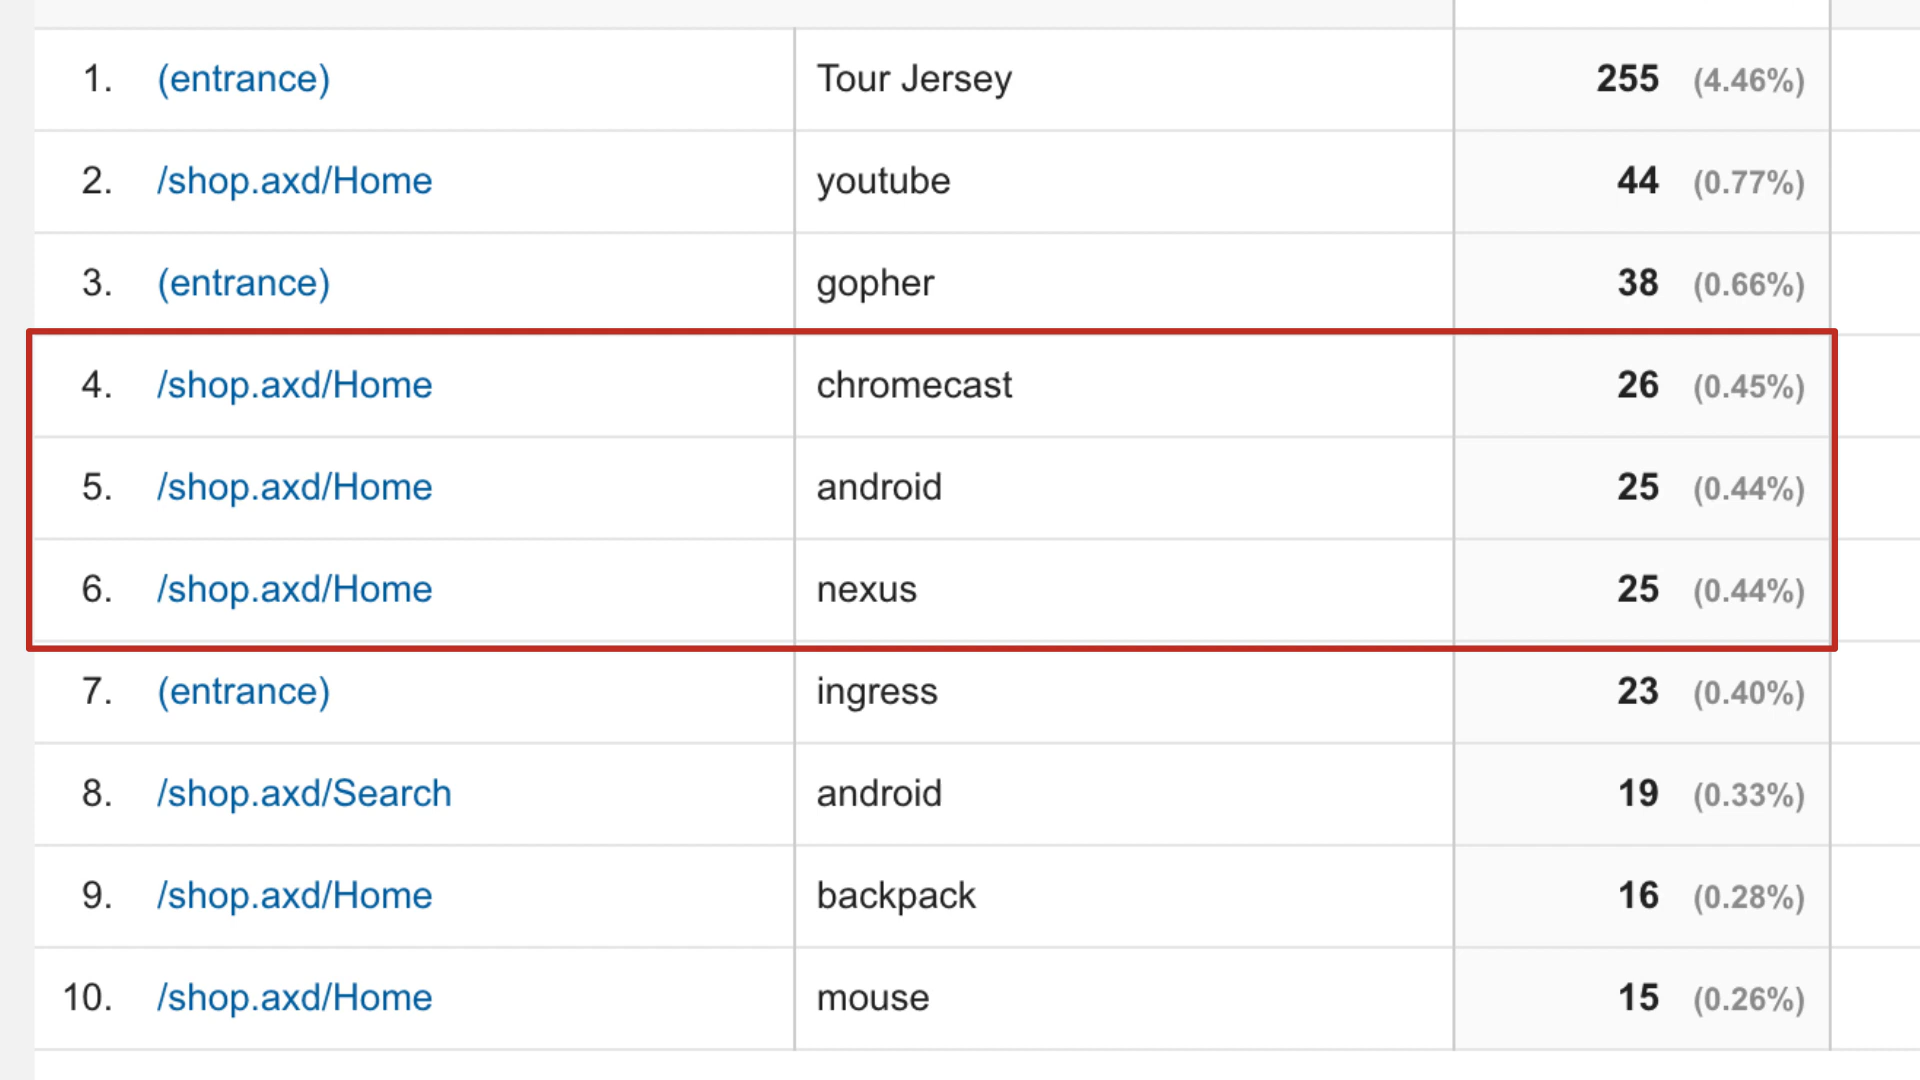 1. (entrance) Tour Jersey 255 (4.46%)
2. /shop.axd/Home youtube 44 (0.77%)
3. (entrance) gopher 38 (0.66%)
4. /shop.axd/Home chromecast 26 (0.45%)
5. /shop.axd/Home android 25 (0.44%)
6. /shop.axd/Home nexus 25 (0.44%)
7. (entrance) ingress 23 (0.40%)
8. /shop.axd/Search android 19 (0.33%)
9. /shop.axd/Home backpack 16 (0.28%)
10. /shop.axd/Home mouse 15 (0.26%)